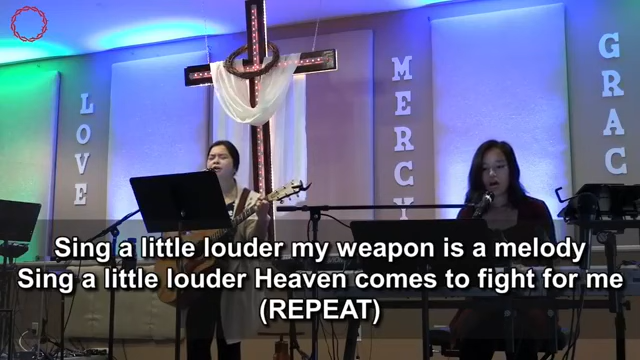 LOVE
MERCY
GRAC
Sing a little louder my weapon is a melody
Sing a little louder Heaven comes to fight for me
(REPEAT)